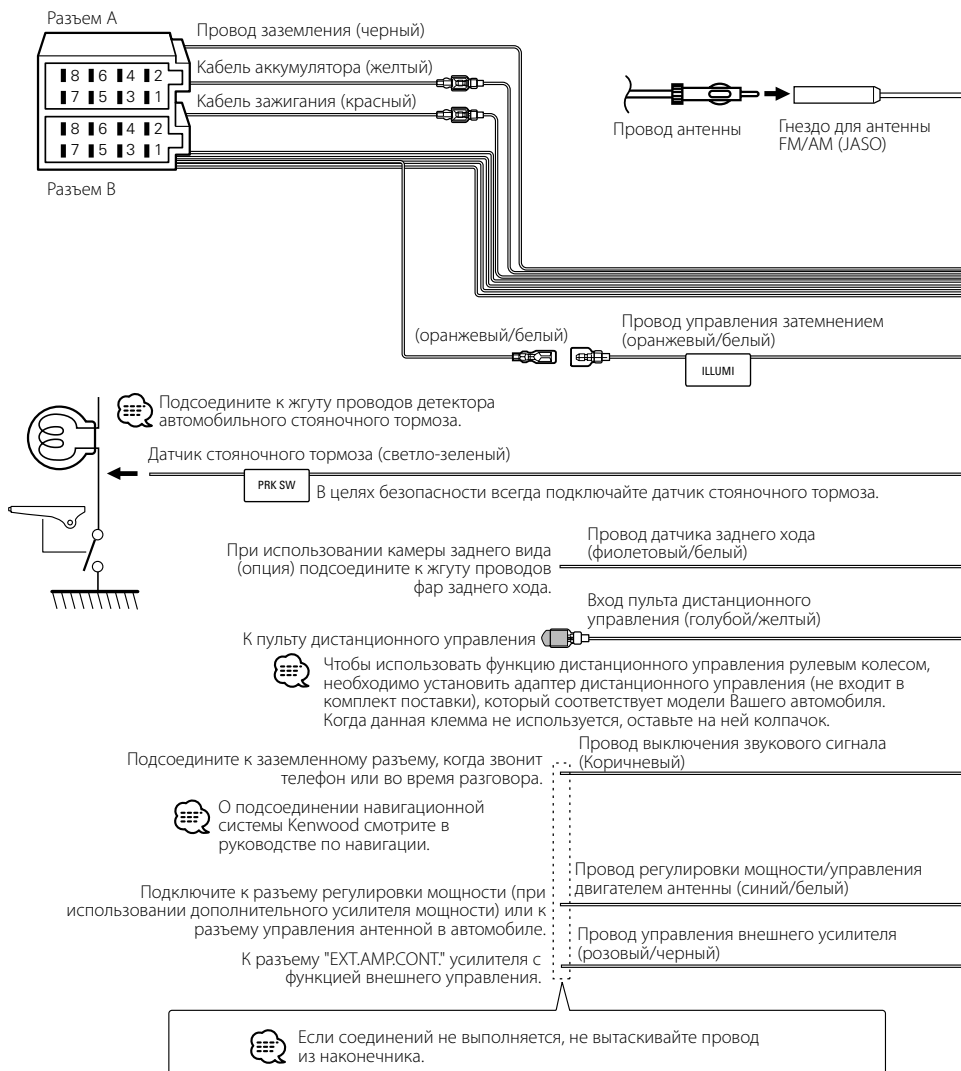 Разъем A
Провод заземления (черный)
8 6 4 2
7 5 3 1
Кабель аккумулятора (желтый)
Кабель зажигания (красный)
8 6 4 2
7 5 3 1
Разъем B
Провод антенны
Гнездо для антенны
FM/AM (JASO)
(оранжевый/белый)
Провод управления затемнением
(оранжевый/белый)
ILLUMI
Подсоедините к жгуту проводов детектора
автомобильного стояночного тормоза.
Датчик стояночного тормоза (светло-зеленый)
PRK SW
В целях безопасности всегда подключайте датчик стояночного тормоза.
При использовании камеры заднего вида
(опция) подсоедините к жгуту проводов
фар заднего хода.
Провод датчика заднего хода
(фиолетовый/белый)
Вход пульта дистанционного
управления (голубой/желтый)
К пульту дистанционного управления
Чтобы использовать функцию дистанционного управления рулевым колесом,
необходимо установить адаптер дистанционного управления (не входит в
комплект поставки), который соответствует модели Вашего автомобиля.
Когда данная клемма не используется, оставьте на ней колпачок.
Подсоедините к заземленному разъему, когда звонит
телефон или во время разговора.
Провод выключения звукового сигнала
(Коричневый)
О подсоединении навигационной
системы Kenwood смотрите в
руководстве по навигации.
Подключите к разъему регулировки мощности (при
использовании дополнительного усилителя мощности) или к
разъему управления антенной в автомобиле.
Провод регулировки мощности/управления
двигателем антенны (синий/белый)
К разъему "EXT.AMP.CONT." усилителя с
функцией внешнего управления.
Провод управления внешнего усилителя
(розовый/черный)
Если соединений не выполняется, не вытаскивайте провод
из наконечника.